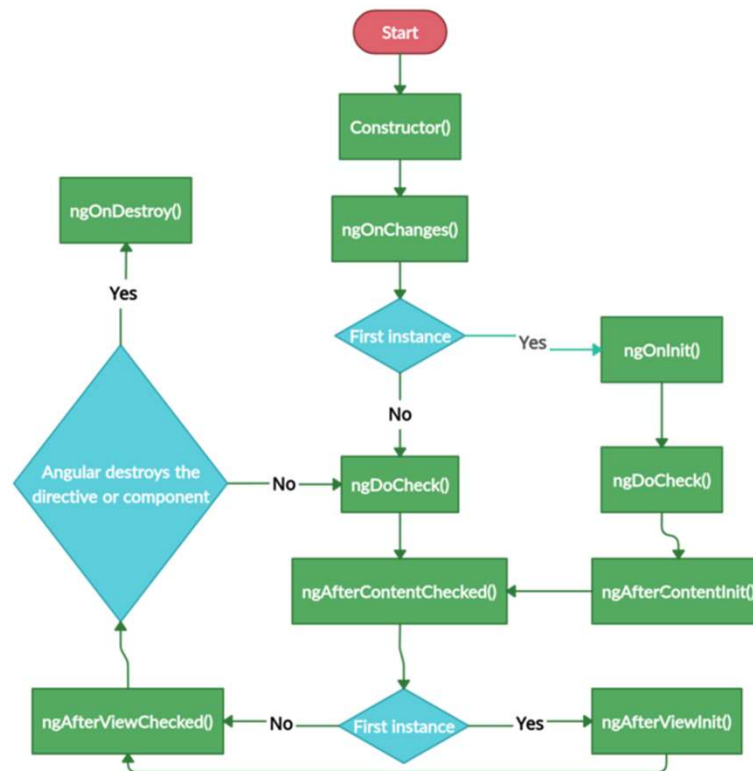 Start
Constructor()
ngOnDestroy()
ngOnChanges()
Yes
First instance
Yes
ngOnInit()
No
Angular destroys the
directive or component
No
ngDoCheck()
ngDoCheck()
ngAfterContentChecked()
ngAfterContentInit()
ngAfterViewChecked()
No
First instance
Yes
ngAfterViewInit()